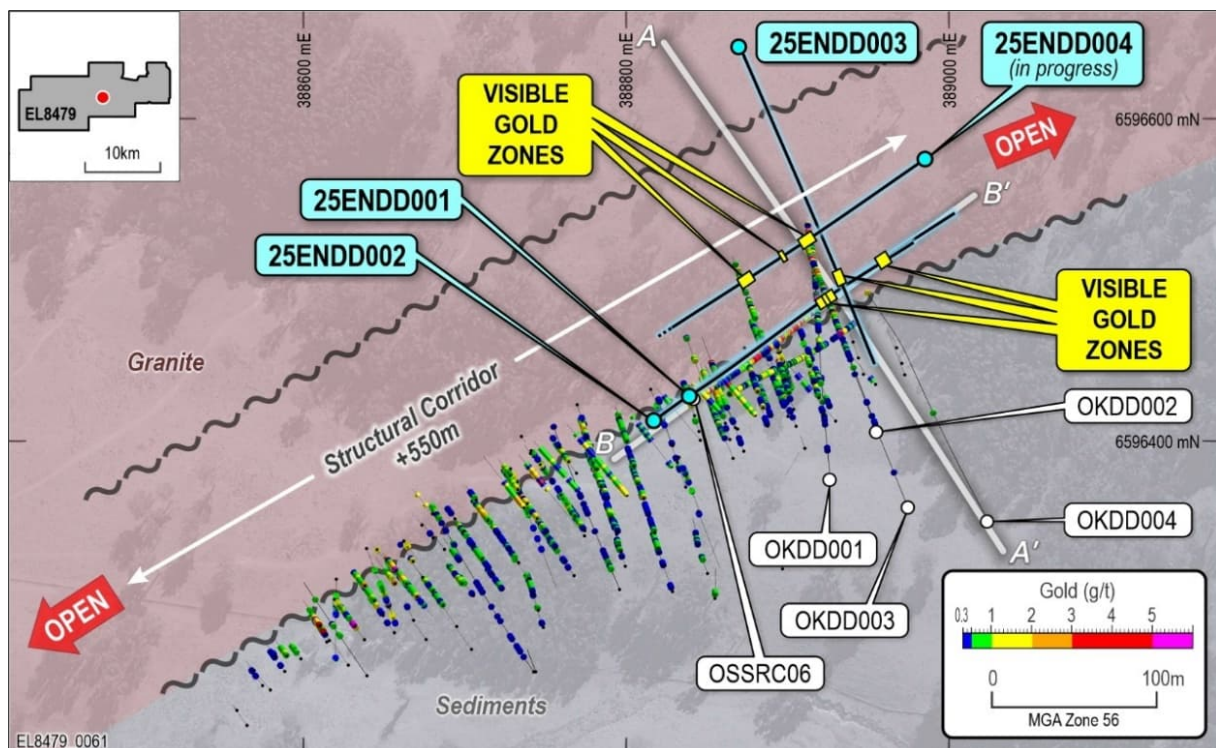 EL8479
10km
388600 mE
388800 mE
389000 mE
A
25ENDD003
25ENDD004
(in progress)
VISIBLE
GOLD
ZONES
OPEN
6596600 mN
B'
25ENDD001
25ENDD002
VISIBLE
GOLD
ZONES
Granite
Structural Corridor
+550m
B
OKDD002
6596400 mN
OKDD001
OKDD004
A'
OKDD003
OPEN
OSSRC06
Sediments
Gold (g/t)
0.3 1 2 3 4 5
0 100m
MGA Zone 56
EL8479_0061